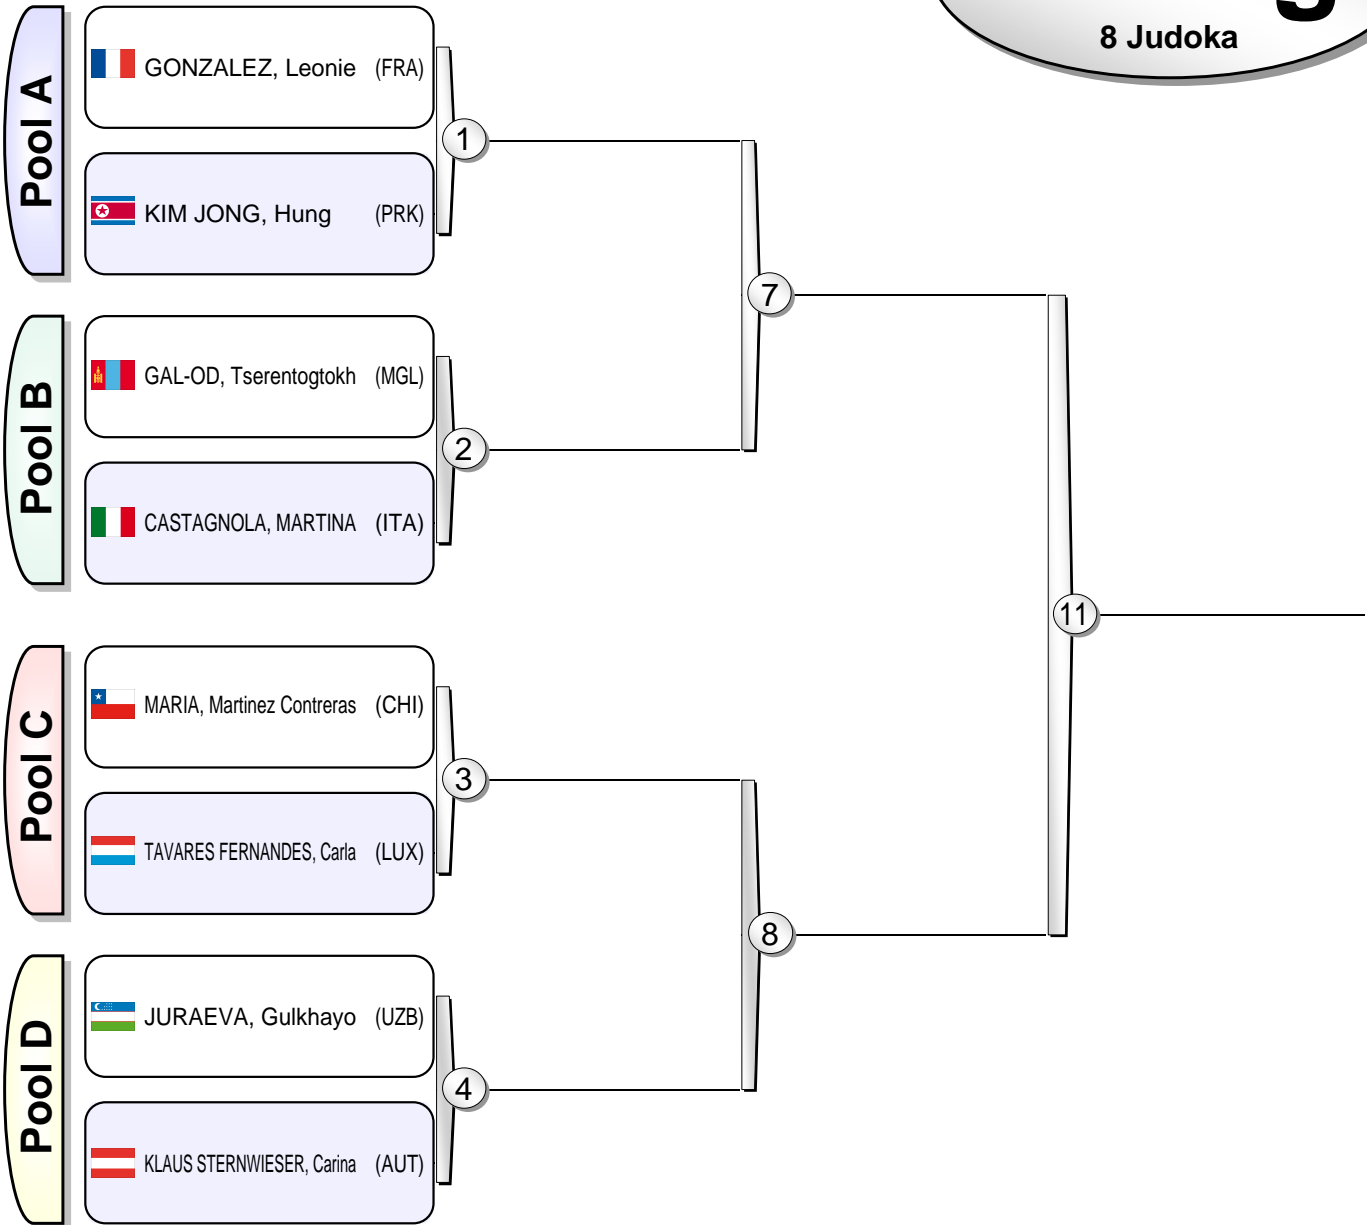 8 Judoka
Pool A
GONZALEZ, Leonie (FRA)
1
KIM JONG, Hung (PRK)
7
Pool B
GAL-OD, Tserentogtokh (MGL)
2
CASTAGNOLA, MARTINA (ITA)
11
Pool C
MARIA, Martinez Contreras (CHI)
3
TAVARES FERNANDES, Carla (LUX)
8
Pool D
JURAEVA, Gulkhayo (UZB)
4
KLAUS STERNWIESER, Carina (AUT)